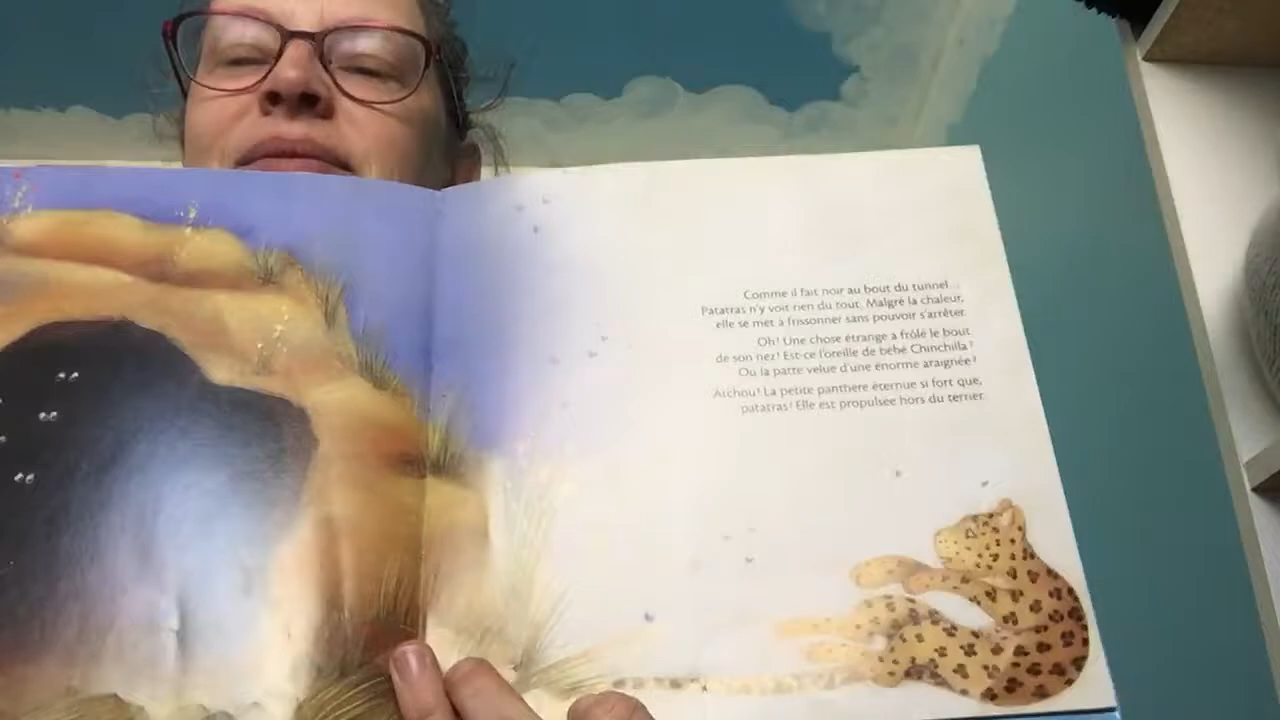 Comme il fait noir au bout du tunnel...
Patatras n'y voit rien du tout. Malgré la chaleur,
elle se met à frissonner sans pouvoir s'arrêter.
Oh! Une chose étrange a frôlé le bout
de son nez! Est-ce l'oreille de bébé Chinchilla?
Ou la patte velue d'une énorme araignée?
Atchou! La petite panthère éternue si fort que,
patatras! Elle est propulsée hors du terrier.